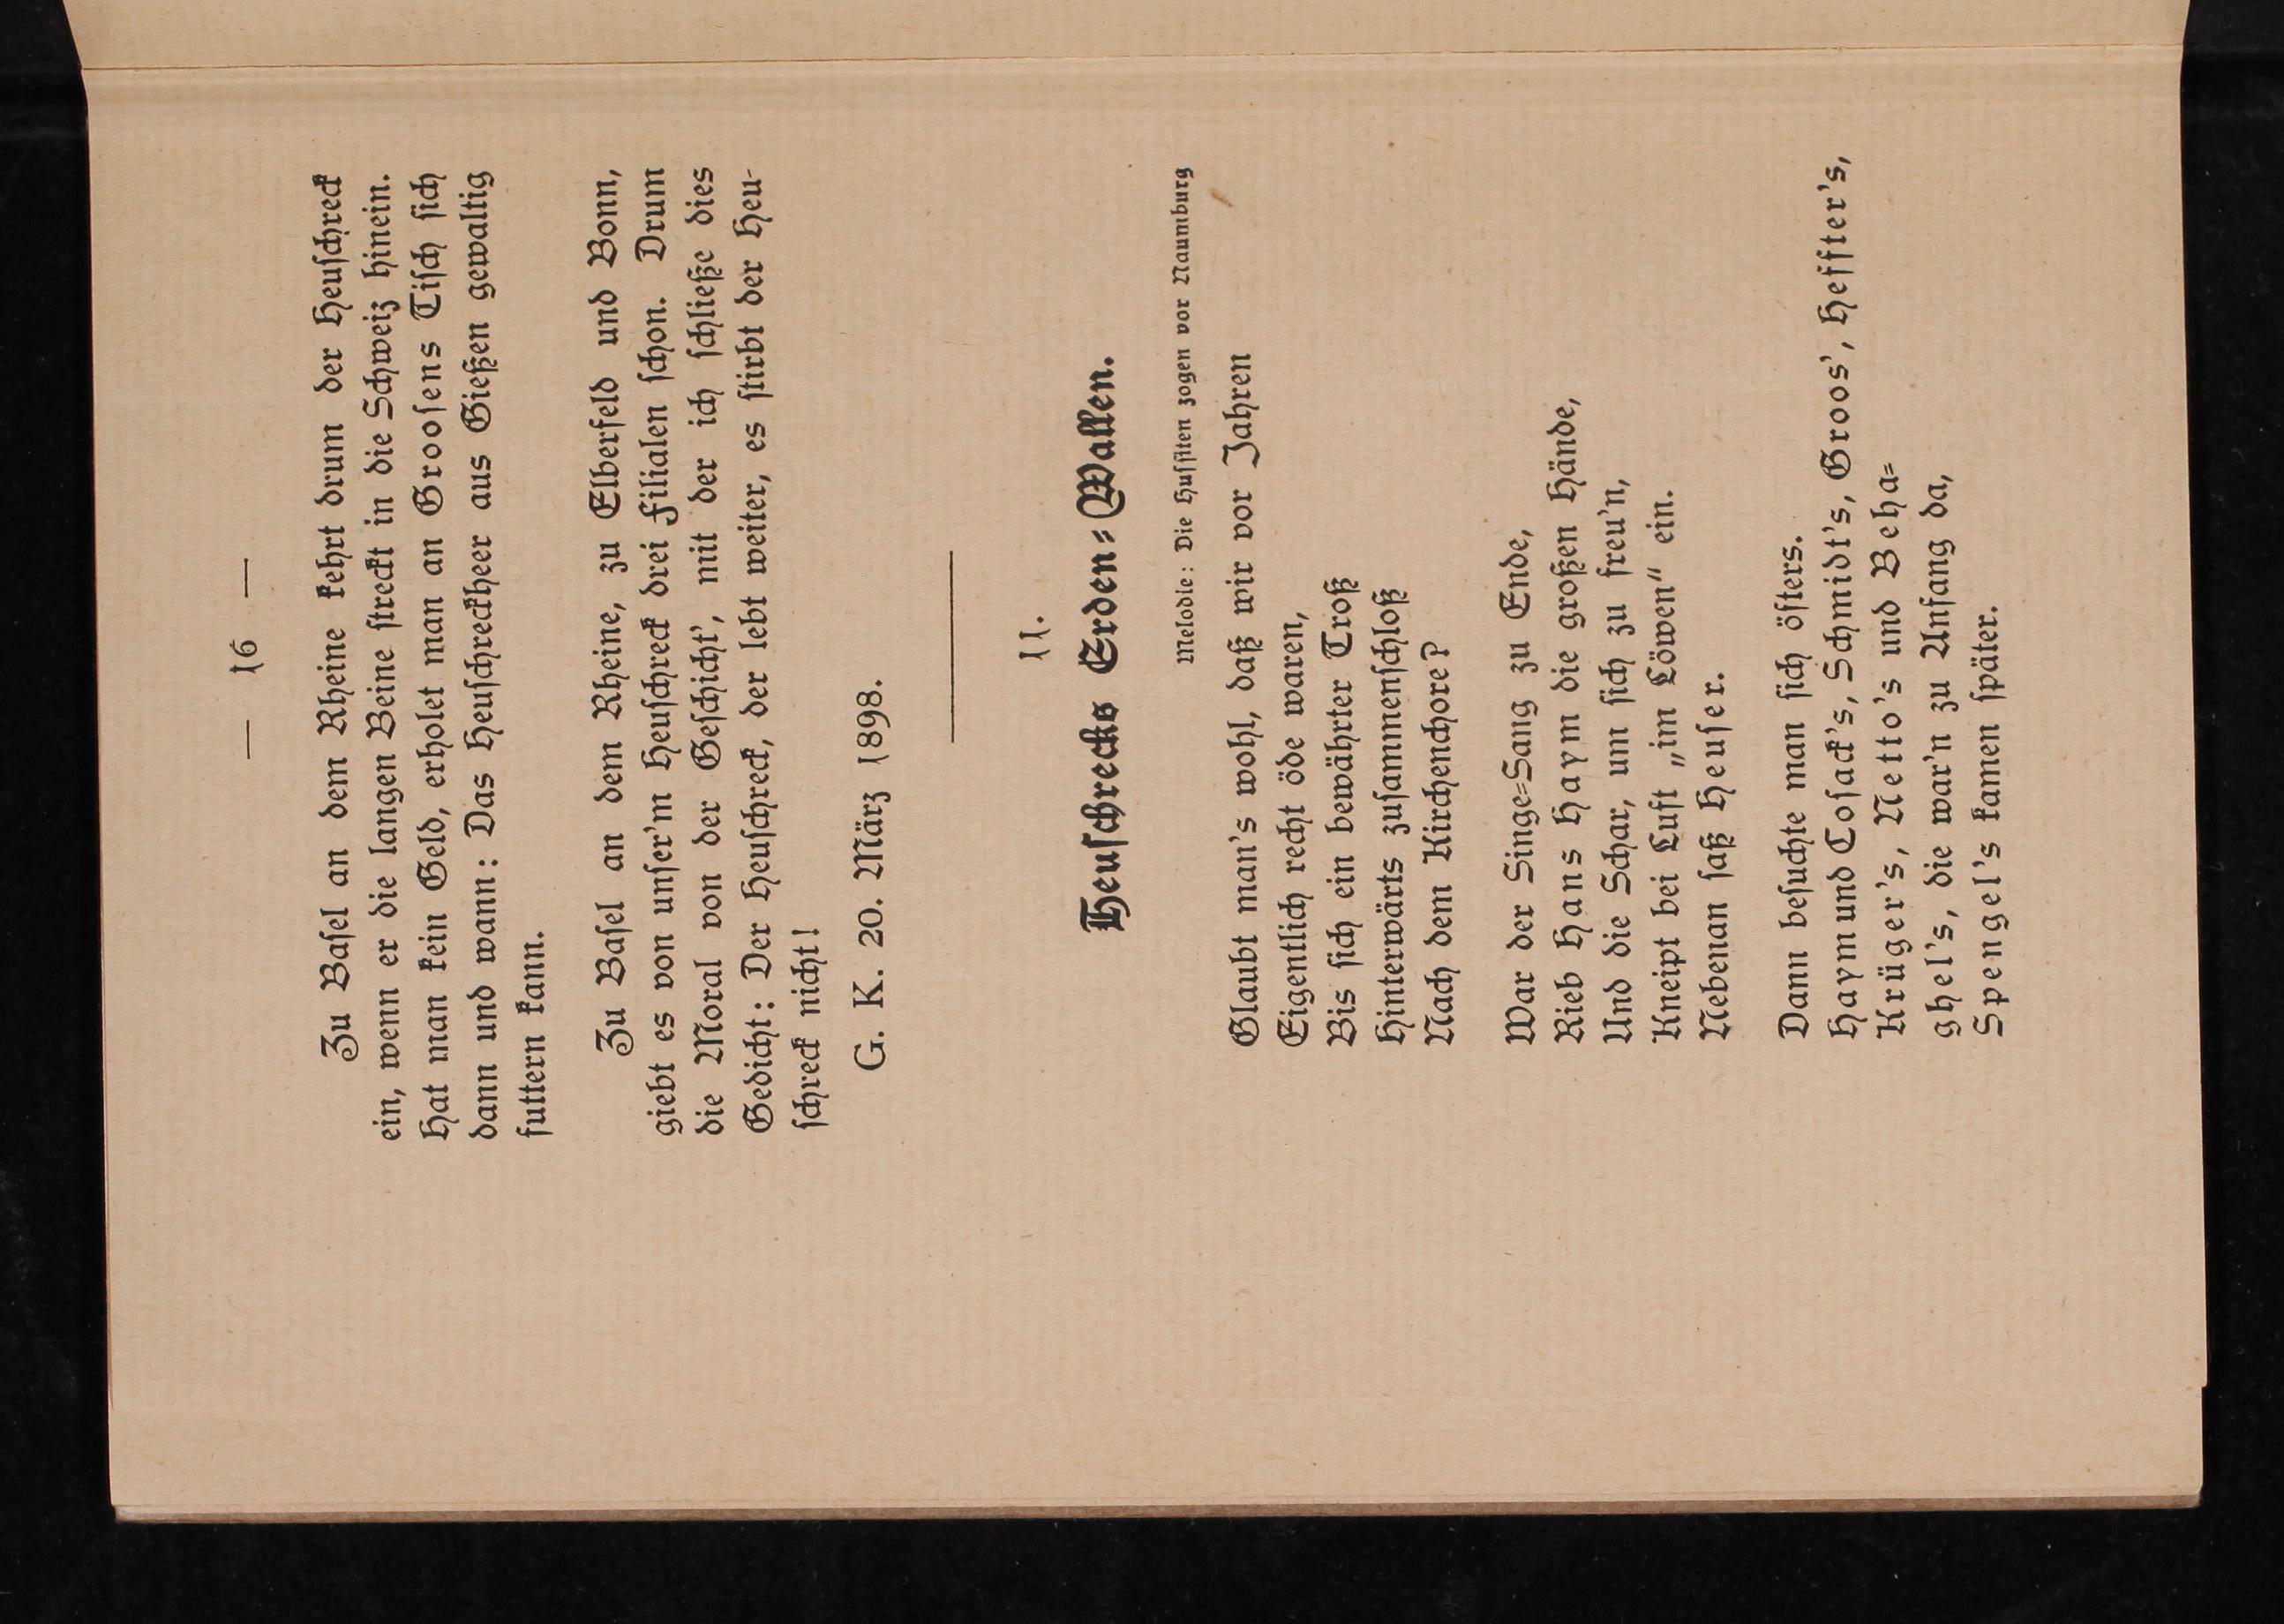 — 16 —
Zu Baſel an dem Rheine kehrt drum der Heuſchreck
ein, wenn er die langen Beine ſtreckt in die Schweiz hinein.
Hat man kein Geld, erholet man an Grooſens Tiſch ſich
dann und wann: Das Heuſchreckheer aus Gießen gewaltig
futtern kann.
Zu Baſel an dem Rheine, zu Elberfeld und Bonn,
giebt es von unſer'm Heuſchreck drei Filialen ſchon. Drum
die Moral von der Geſchicht', mit der ich ſchließe dies
Gedicht: Der Heuſchreck, der lebt weiter, es ſtirbt der Heu-
ſchreck nicht!
G. K. 20. März 1898.
11.
Heuſchrecks Erden-Wallen.
Melodie: Die Huſſiten zogen vor Naumburg
Glaubt man's wohl, daß wir vor Jahren
Eigentlich recht öde waren,
Bis ſich ein bewährter Troß
Hinterwärts zuſammenſchloß
Nach dem Kirchenchore?
War der Singe-Sang zu Ende,
Rieb Hans Haym die großen Hände,
Und die Schar, um ſich zu freu'n,
Kneipt bei Luft „im Löwen“ ein.
Nebenan ſaß Heuſer.
Dann beſuchte man ſich öfters.
Haym und Coſack's, Schmidt's, Groos', Heffter's,
Krüger's, Netto's und Beha-
ghel's, die war'n zu Anfang da,
Spengel's kamen ſpäter.